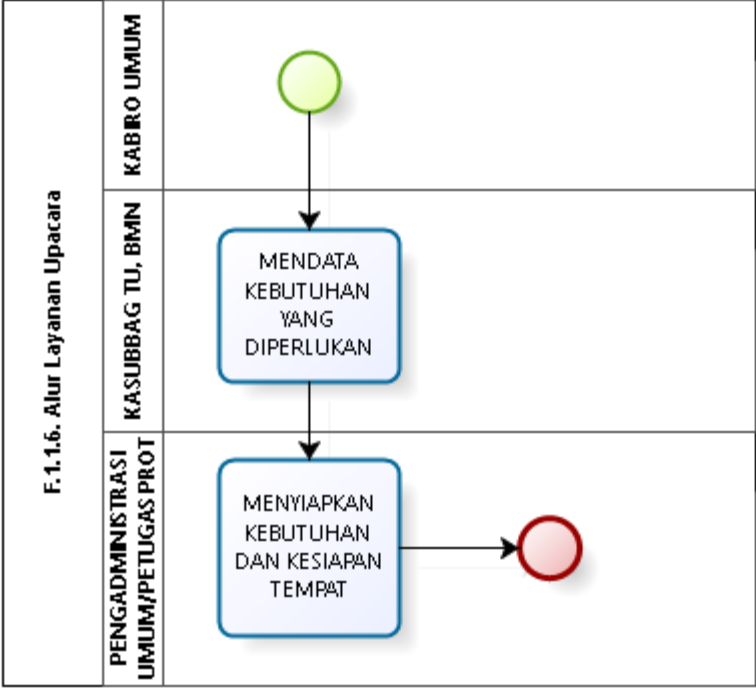 F.1.1.6. Alur Layanan Upacara
KABIRO UMUM
KASUBBAG TU, BMN
MENDATA
KEBUTUHAN
YANG
DIPERLUKAN
PENGADMINISTRASI
UMUM/PETUGAS PROT
MENYIAPKAN
KEBUTUHAN
DAN KESIAPAN
TEMPAT